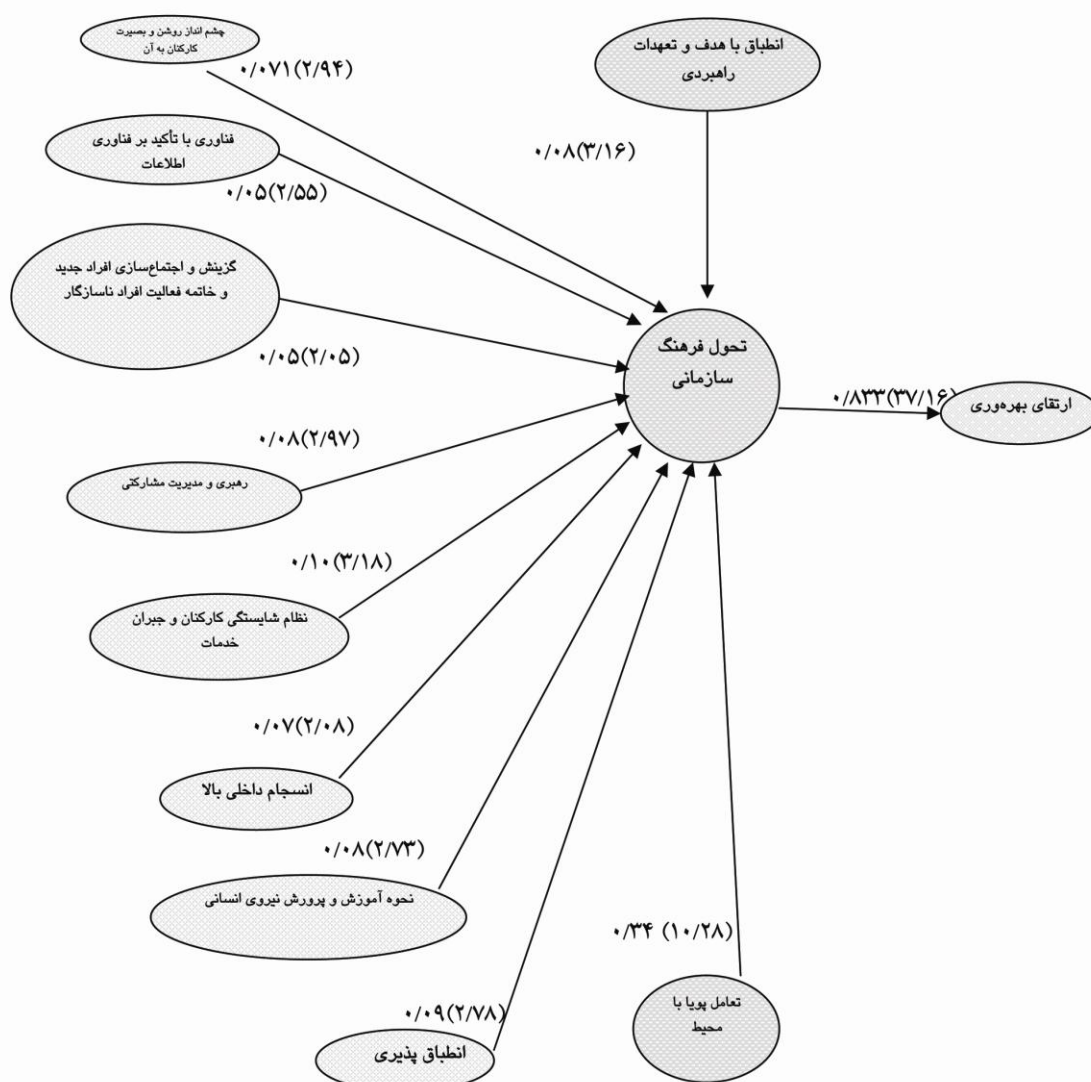 چشم انداز روشن و بصیرت
کارکنان به آن
۰/۰۷۱(۲/۹۴)
انطباق با هدف و تعهدات
راهبردی
۰/۰۸(۳/۱۶)
فناوری با تأکید بر فناوری
اطلاعات
۰/۰۵(۲/۵۵)
گزینش و اجتماع‌سازی افراد جدید
و خاتمه فعالیت افراد ناسازگار
۰/۰۵(۲/۰۵)
تحول فرهنگ
سازمانی
۰/۸۳۳(۳۷/۱۶)
ارتقای بهره‌وری
۰/۰۸(۲/۹۷)
رهبری و مدیریت مشارکتی
۰/۱۰(۳/۱۸)
نظام شایستگی کارکنان و جبران
خدمات
۰/۰۷(۲/۰۸)
انسجام داخلی بالا
۰/۰۸(۲/۷۳)
نحوه آموزش و پرورش نیروی انسانی
۰/۳۴ (۱۰/۲۸)
تعامل پویا با
محیط
۰/۰۹(۲/۷۸)
انطباق پذیری